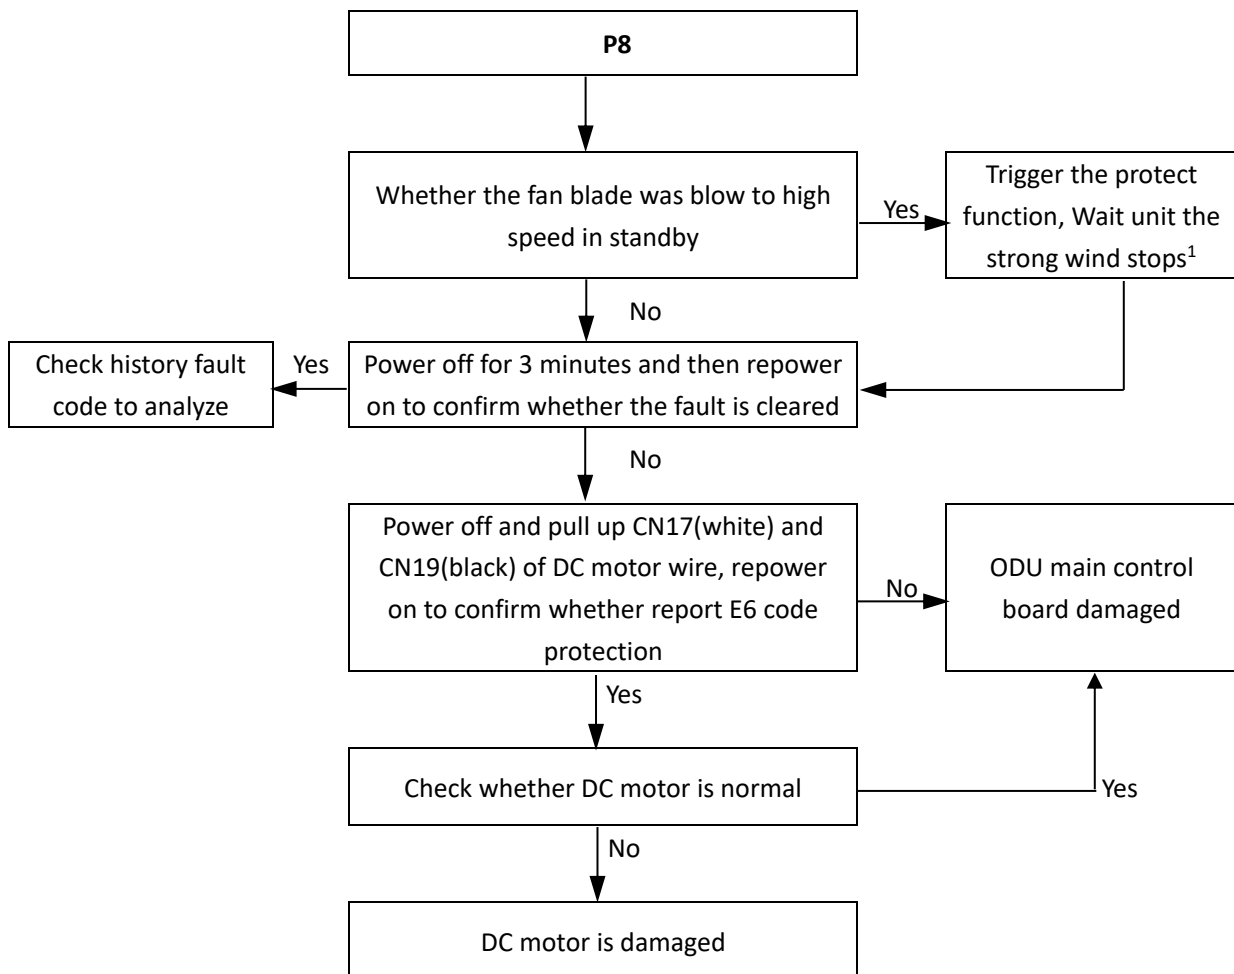 P8
Whether the fan blade was blow to high
speed in standby
Yes
Trigger the protect
function, Wait unit the
strong wind stops¹
No
Check history fault
code to analyze
Yes
Power off for 3 minutes and then repower
on to confirm whether the fault is cleared
No
Power off and pull up CN17(white) and
CN19(black) of DC motor wire, repower
on to confirm whether report E6 code
protection
No
ODU main control
board damaged
Yes
Check whether DC motor is normal
Yes
No
DC motor is damaged